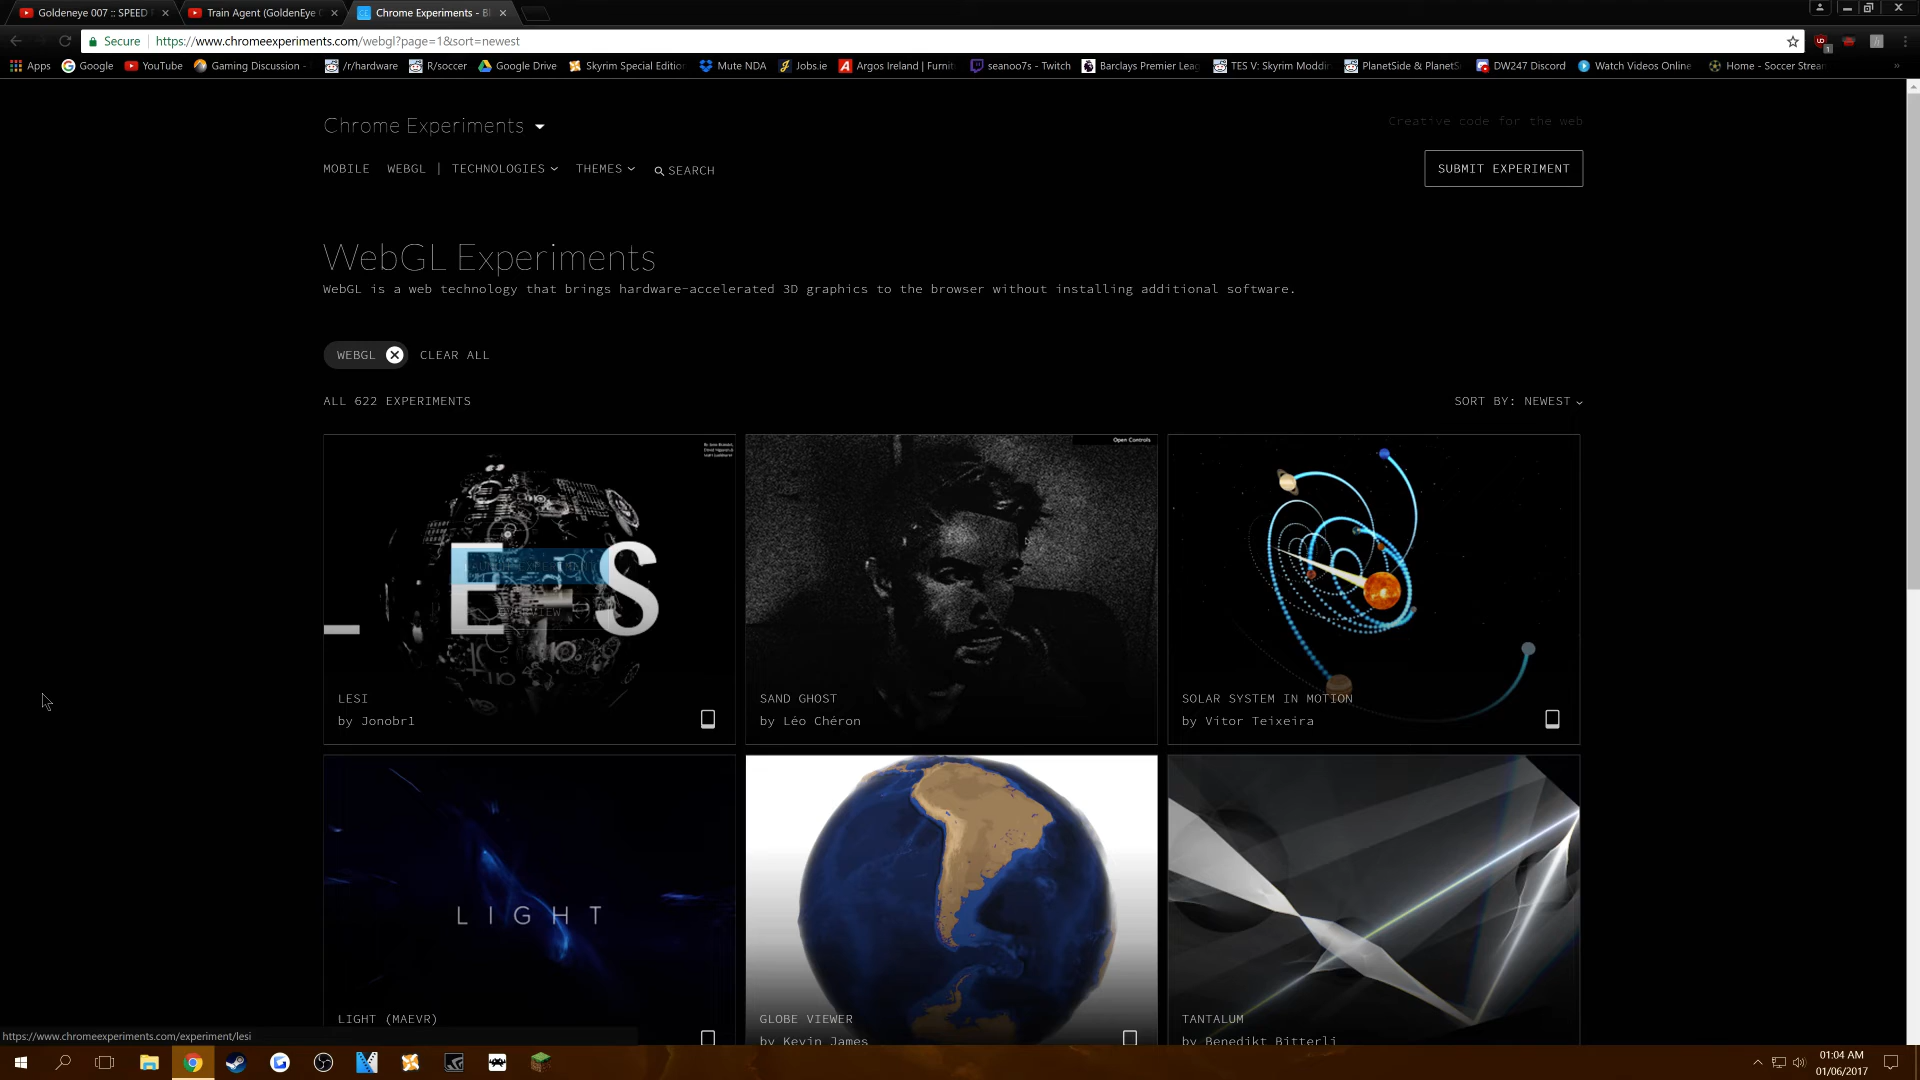 Goldeneye 007 :: SPEED
Train Agent (GoldenEye
Chrome Experiments - B
Secure
https://www.chromeexperiments.com/webgl?page=1&sort=newest
Apps
Google
YouTube
Gaming Discussion -
/r/hardware
R/soccer
Google Drive
Skyrim Special Edition
Mute NDA
Jobs.ie
Argos Ireland | Furnit
seanoo7s - Twitch
Barclays Premier Leag
TES V: Skyrim Moddin
PlanetSide & PlanetS
DW247 Discord
Watch Videos Online
Home - Soccer Strea
»
Chrome Experiments
Creative code for the web
MOBILE WEBGL | TECHNOLOGIES THEMES SEARCH
SUBMIT EXPERIMENT
WebGL Experiments
WebGL is a web technology that brings hardware-accelerated 3D graphics to the browser without installing additional software.
WEBGL CLEAR ALL
ALL 622 EXPERIMENTS
SORT BY: NEWEST
E S
LESI
by Jonobr1
Open Controls
SAND GHOST
by Léo Chéron
SOLAR SYSTEM IN MOTION
by Vitor Teixeira
LIGHT
LIGHT (MAEVR)
GLOBE VIEWER
by Kevin James
TANTALUM
by Benedikt Bitterli
https://www.chromeexperiments.com/experiment/lesi
01:04 AM
01/06/2017